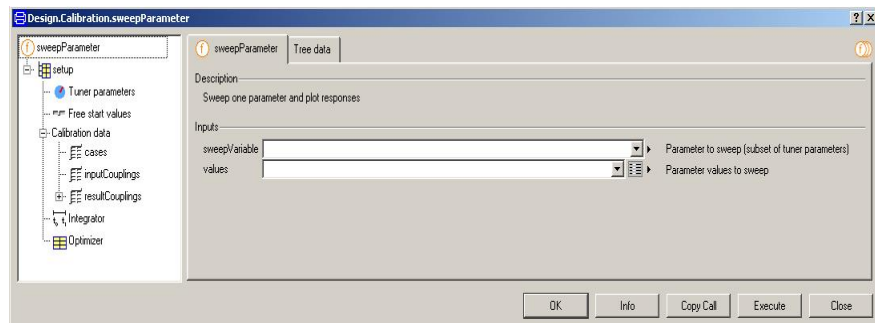 Design.Calibration.sweepParameter
sweepParameter
setup
Tuner parameters
Free start values
Calibration data
cases
inputCouplings
resultCouplings
Integrator
Optimizer
sweepParameter Tree data
Description
Sweep one parameter and plot responses
Inputs
sweepVariable Parameter to sweep (subset of tuner parameters)
values Parameter values to sweep
OK Info Copy Call Execute Close